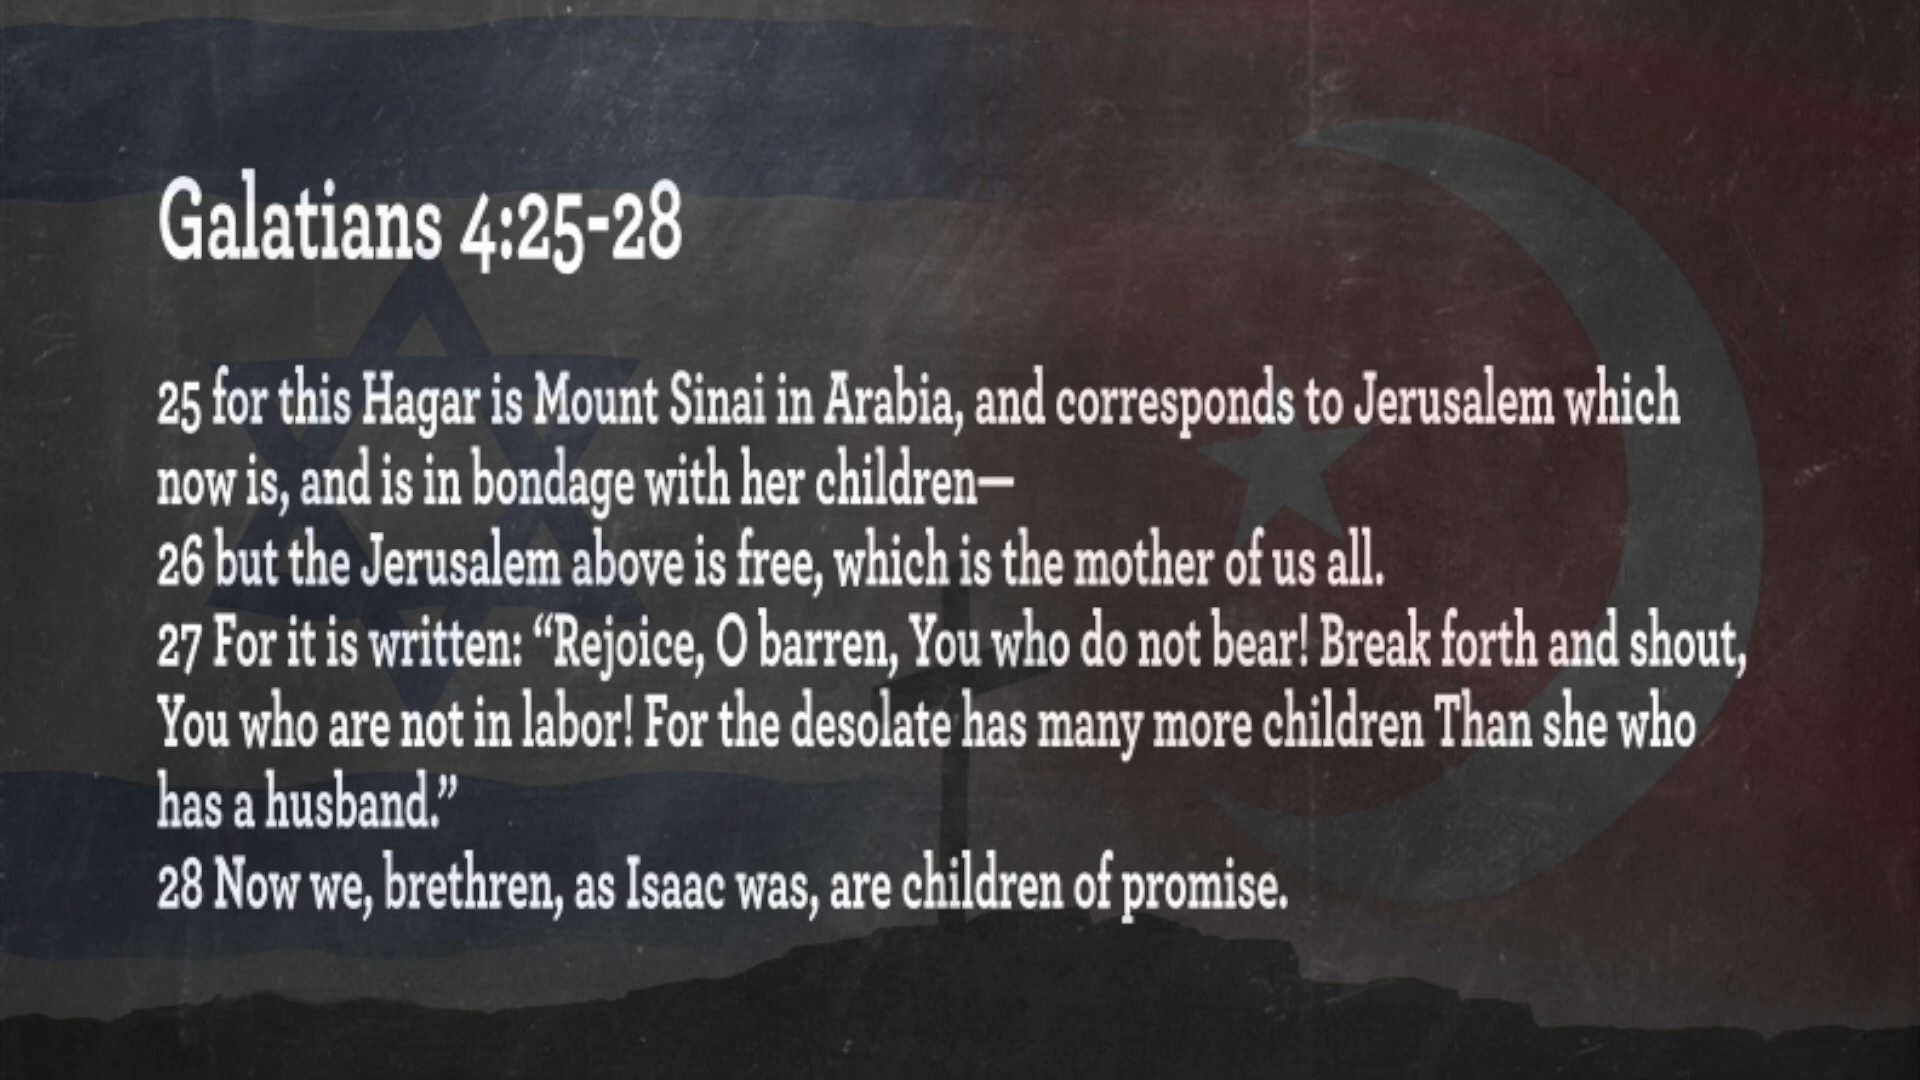 Galatians 4:25-28
25 for this Hagar is Mount Sinai in Arabia, and corresponds to Jerusalem which
now is, and is in bondage with her children—
26 but the Jerusalem above is free, which is the mother of us all.
27 For it is written: “Rejoice, O barren, You who do not bear! Break forth and shout,
You who are not in labor! For the desolate has many more children Than she who
has a husband.”
28 Now we, brethren, as Isaac was, are children of promise.